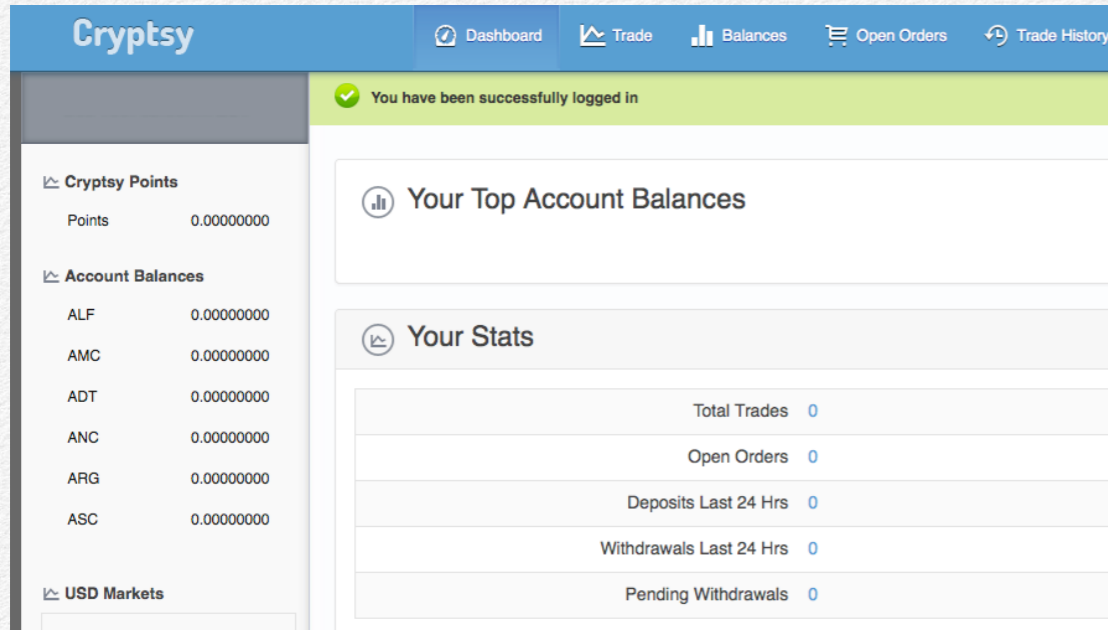 Cryptsy
Dashboard
Trade
Balances
Open Orders
Trade History
You have been successfully logged in
Cryptsy Points
Points 0.00000000
Account Balances
ALF 0.00000000
AMC 0.00000000
ADT 0.00000000
ANC 0.00000000
ARG 0.00000000
ASC 0.00000000
USD Markets
Your Top Account Balances
Your Stats
Total Trades 0
Open Orders 0
Deposits Last 24 Hrs 0
Withdrawals Last 24 Hrs 0
Pending Withdrawals 0